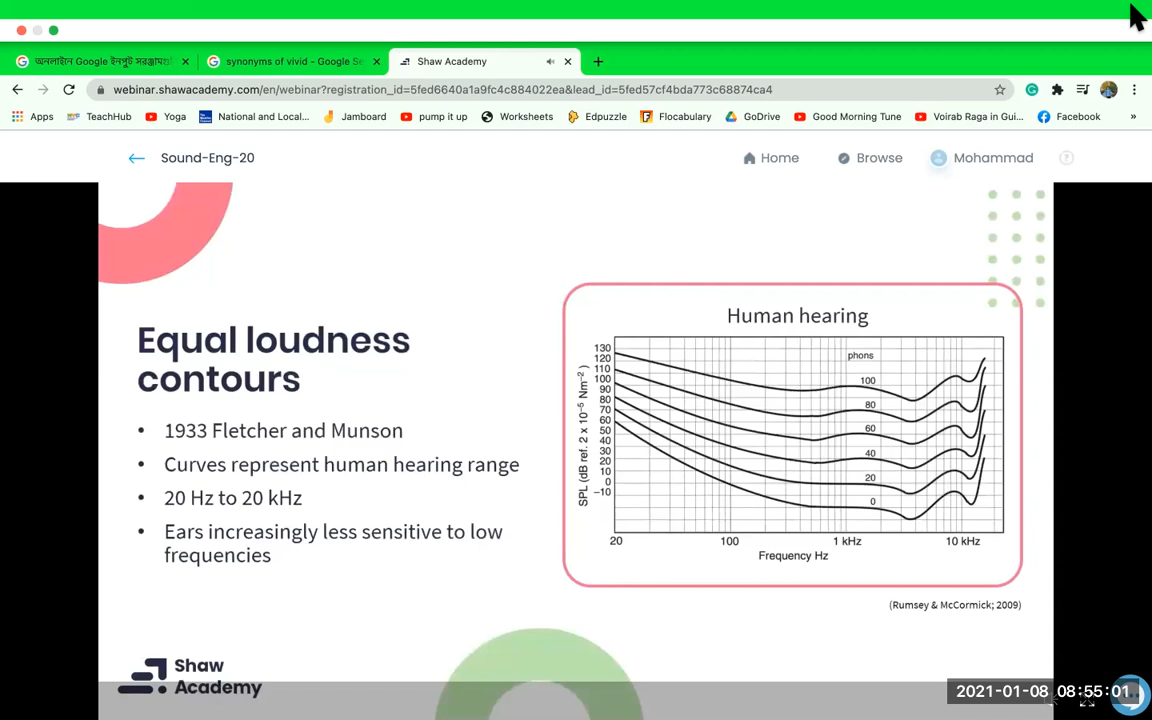 অনলাইনে Google ইনপুট সরঞ্জামগু
synonyms of vivid - Google Se
Shaw Academy
webinar.shawacademy.com/en/webinar?registration_id=5fed6640a1a9fc4c884022ea&lead_id=5fed57cf4bda773c68874ca4
Apps TeachHub Yoga National and Local... Jamboard pump it up Worksheets Edpuzzle Flocabulary GoDrive Good Morning Tune Voirab Raga in Gui... Facebook »
Sound-Eng-20
Home Browse Mohammad ?
Equal loudness
contours
• 1933 Fletcher and Munson
• Curves represent human hearing range
• 20 Hz to 20 kHz
• Ears increasingly less sensitive to low
frequencies
Human hearing
SPL (dB ref. 2 x 10⁻⁵ Nm⁻²)
130
120
110
100
90
80
70
60
50
40
30
20
10
0
−10
phons
100
80
60
40
20
0
20 100 1 kHz 10 kHz
Frequency Hz
(Rumsey & McCormick; 2009)
Shaw
Academy
2021-01-08 08:55:01